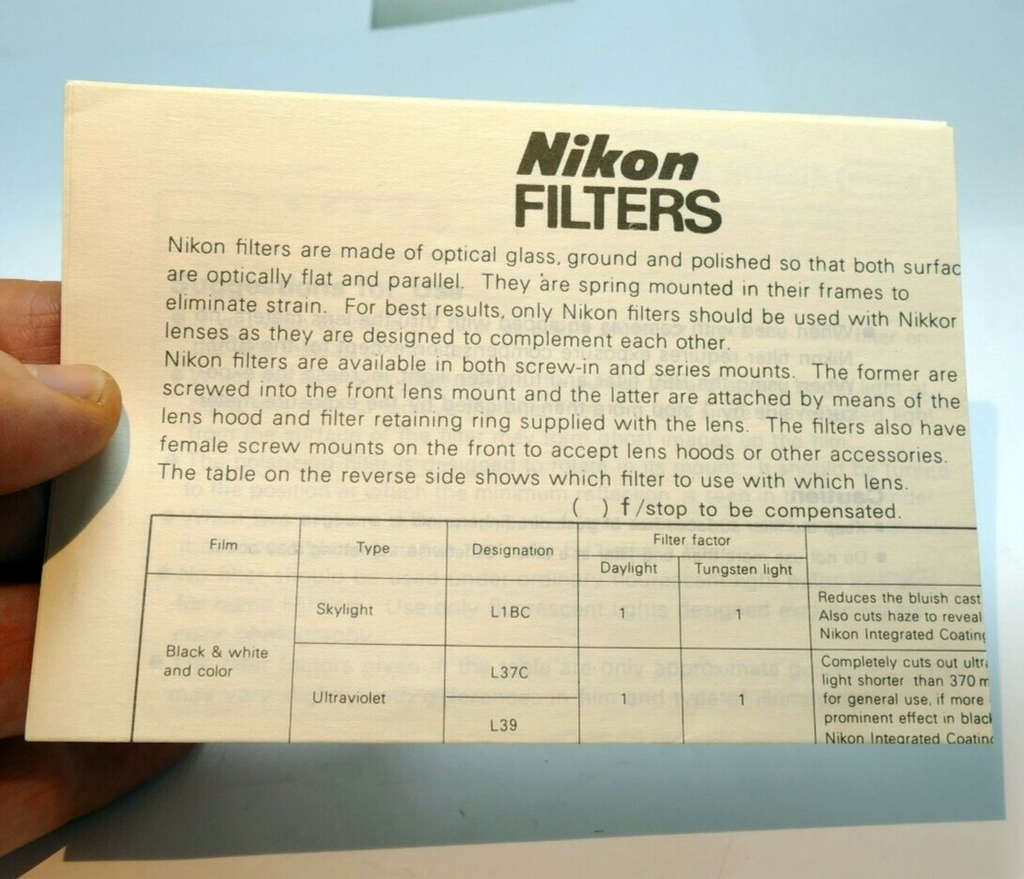 Nikon
FILTERS
Nikon filters are made of optical glass, ground and polished so that both surfac
are optically flat and parallel. They are spring mounted in their frames to
eliminate strain. For best results, only Nikon filters should be used with Nikkor
lenses as they are designed to complement each other.
Nikon filters are available in both screw-in and series mounts. The former are
screwed into the front lens mount and the latter are attached by means of the
lens hood and filter retaining ring supplied with the lens. The filters also have
female screw mounts on the front to accept lens hoods or other accessories.
The table on the reverse side shows which filter to use with which lens.
( ) f/stop to be compensated.
Film Type Designation Filter factor
Daylight Tungsten light
Black & white
and color
Skylight L1BC 1 1
Reduces the bluish cast
Also cuts haze to reveal
Nikon Integrated Coating
Ultraviolet
L37C
L39
1 1
Completely cuts out ultra
light shorter than 370 m
for general use, if more
prominent effect in black
Nikon Integrated Coating